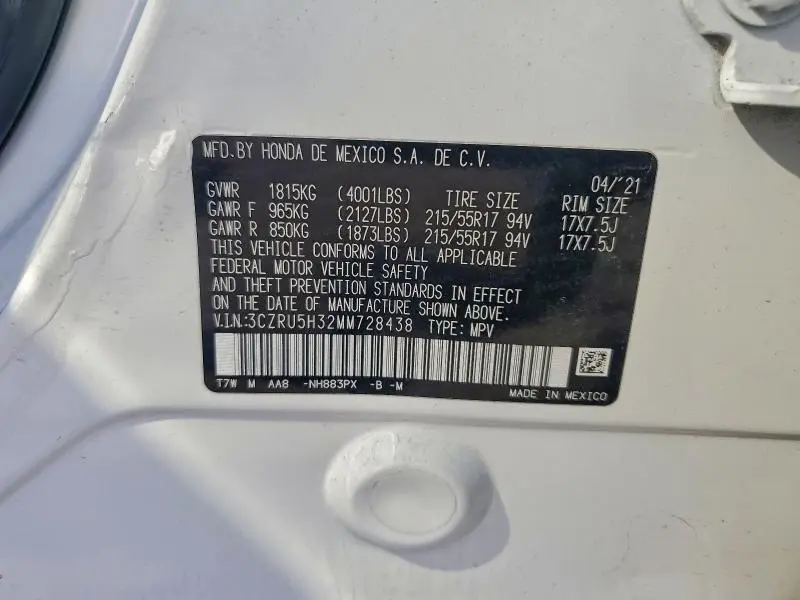 MFD.BY HONDA DE MEXICO S.A. DE C.V.
04/'21
GVWR 1815KG (4001LBS) TIRE SIZE RIM SIZE
GAWR F 965KG (2127LBS) 215/55R17 94V 17X7.5J
GAWR R 850KG (1873LBS) 215/55R17 94V 17X7.5J
THIS VEHICLE CONFORMS TO ALL APPLICABLE
FEDERAL MOTOR VEHICLE SAFETY
AND THEFT PREVENTION STANDARDS IN EFFECT
ON THE DATE OF MANUFACTURE SHOWN ABOVE.
V.I.N.:3CZRU5H32MM728438 TYPE: MPV
T7W M AA8 -NH883PX -B -M
MADE IN MEXICO